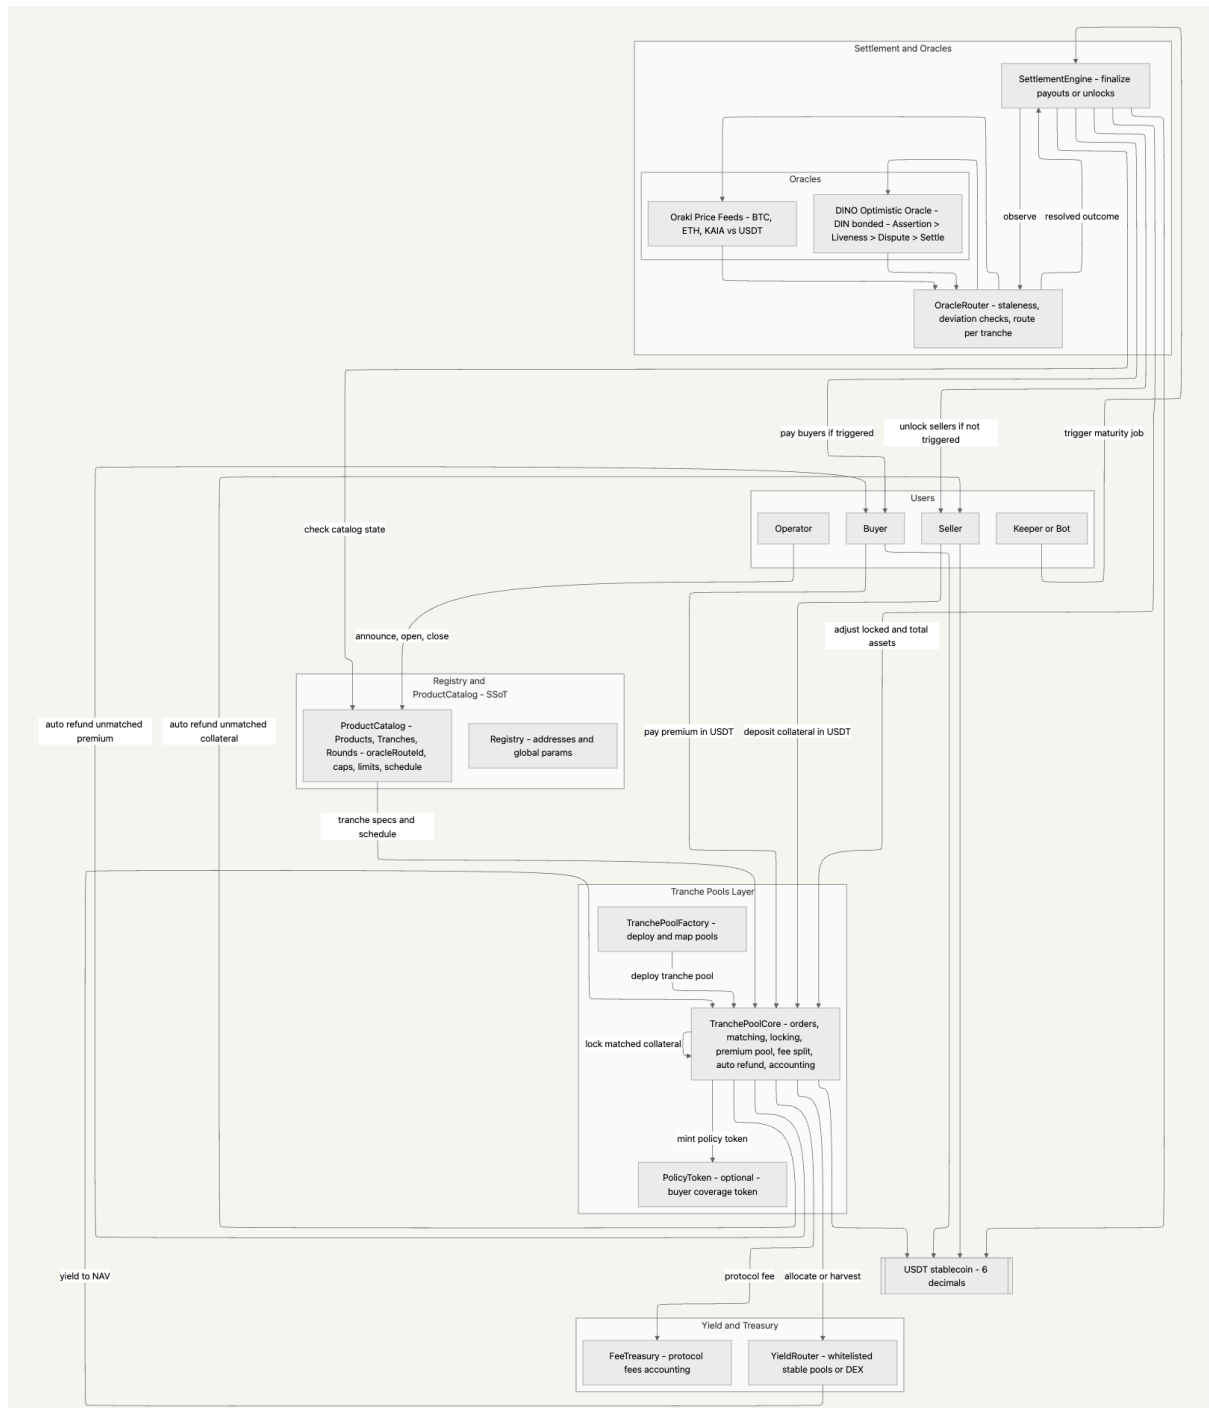 Settlement and Oracles
SettlementEngine - finalize
payouts or unlocks
Oracles
Orakl Price Feeds - BTC,
ETH, KAIA vs USDT
DINO Optimistic Oracle -
DIN bonded - Assertion >
Liveness > Dispute > Settle
observe
resolved outcome
OracleRouter - staleness,
deviation checks, route
per tranche
pay buyers if triggered
unlock sellers if not
triggered
trigger maturity job
Users
Operator
Buyer
Seller
Keeper or Bot
check catalog state
announce, open, close
adjust locked and total
assets
Registry and
ProductCatalog - SSoT
ProductCatalog -
Products, Tranches,
Rounds - oracleRouteId,
caps, limits, schedule
Registry - addresses and
global params
auto refund unmatched
premium
auto refund unmatched
collateral
pay premium in USDT
deposit collateral in USDT
tranche specs and
schedule
Tranche Pools Layer
TranchePoolFactory -
deploy and map pools
deploy tranche pool
TranchePoolCore - orders,
matching, locking,
premium pool, fee split,
auto refund, accounting
lock matched collateral
mint policy token
PolicyToken - optional -
buyer coverage token
yield to NAV
protocol fee
allocate or harvest
USDT stablecoin - 6
decimals
Yield and Treasury
FeeTreasury - protocol
fees accounting
YieldRouter - whitelisted
stable pools or DEX